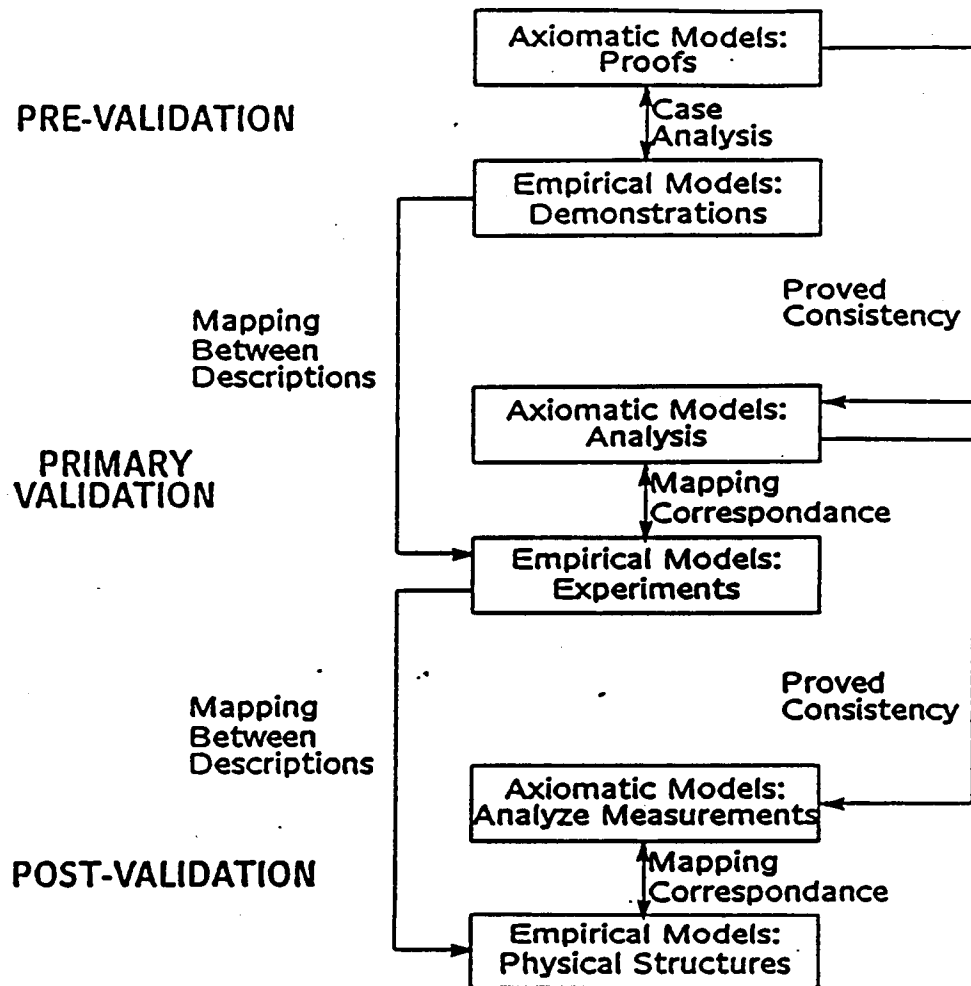 Axiomatic Models:
Proofs
PRE-VALIDATION
Case
Analysis
Empirical Models:
Demonstrations
Mapping
Between
Descriptions
Proved
Consistency
Axiomatic Models:
Analysis
PRIMARY
VALIDATION
Mapping
Correspondance
Empirical Models:
Experiments
Mapping
Between
Descriptions
Proved
Consistency
Axiomatic Models:
Analyze Measurements
POST-VALIDATION
Mapping
Correspondance
Empirical Models:
Physical Structures